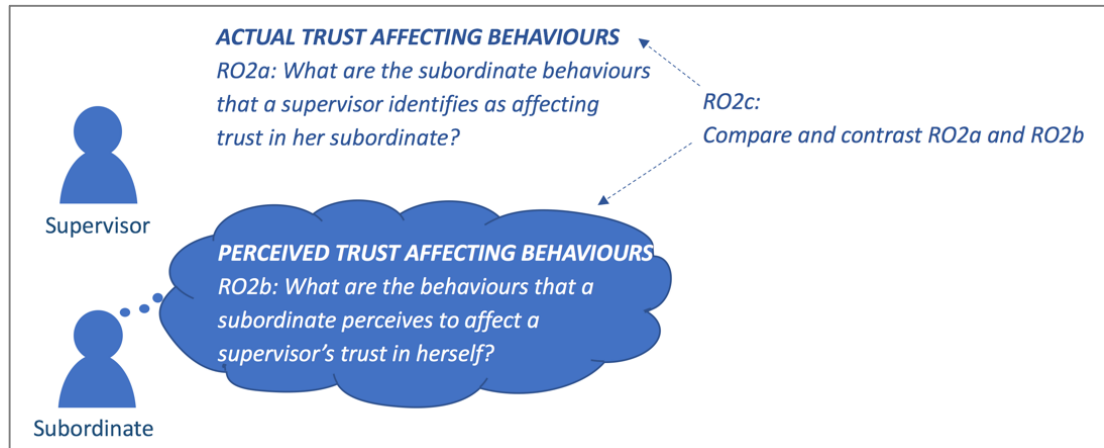 ACTUAL TRUST AFFECTING BEHAVIOURS
RO2a: What are the subordinate behaviours
that a supervisor identifies as affecting
trust in her subordinate?
RO2c:
Compare and contrast RO2a and RO2b
Supervisor
PERCEIVED TRUST AFFECTING BEHAVIOURS
RO2b: What are the behaviours that a
subordinate perceives to affect a
supervisor's trust in herself?
Subordinate